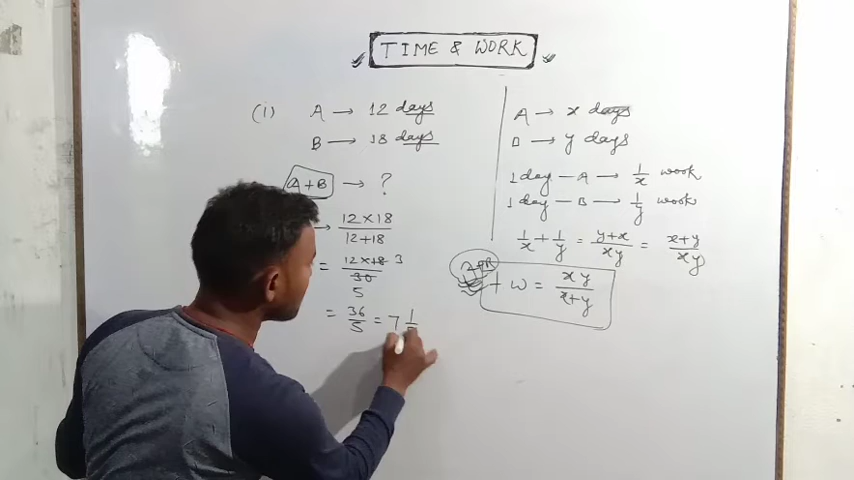 TIME & WORK
(i) A → 12 days
B → 18 days
A+B → ?
→ 12×18 / 12+18
= 12×18 3 / 30 5
= 36/5 = 7 1/
A → x days
B → y days
1 day — A → 1/x work
1 day — B → 1/y work
1/x + 1/y = y+x/xy = x+y/xy
+ W = xy/x+y